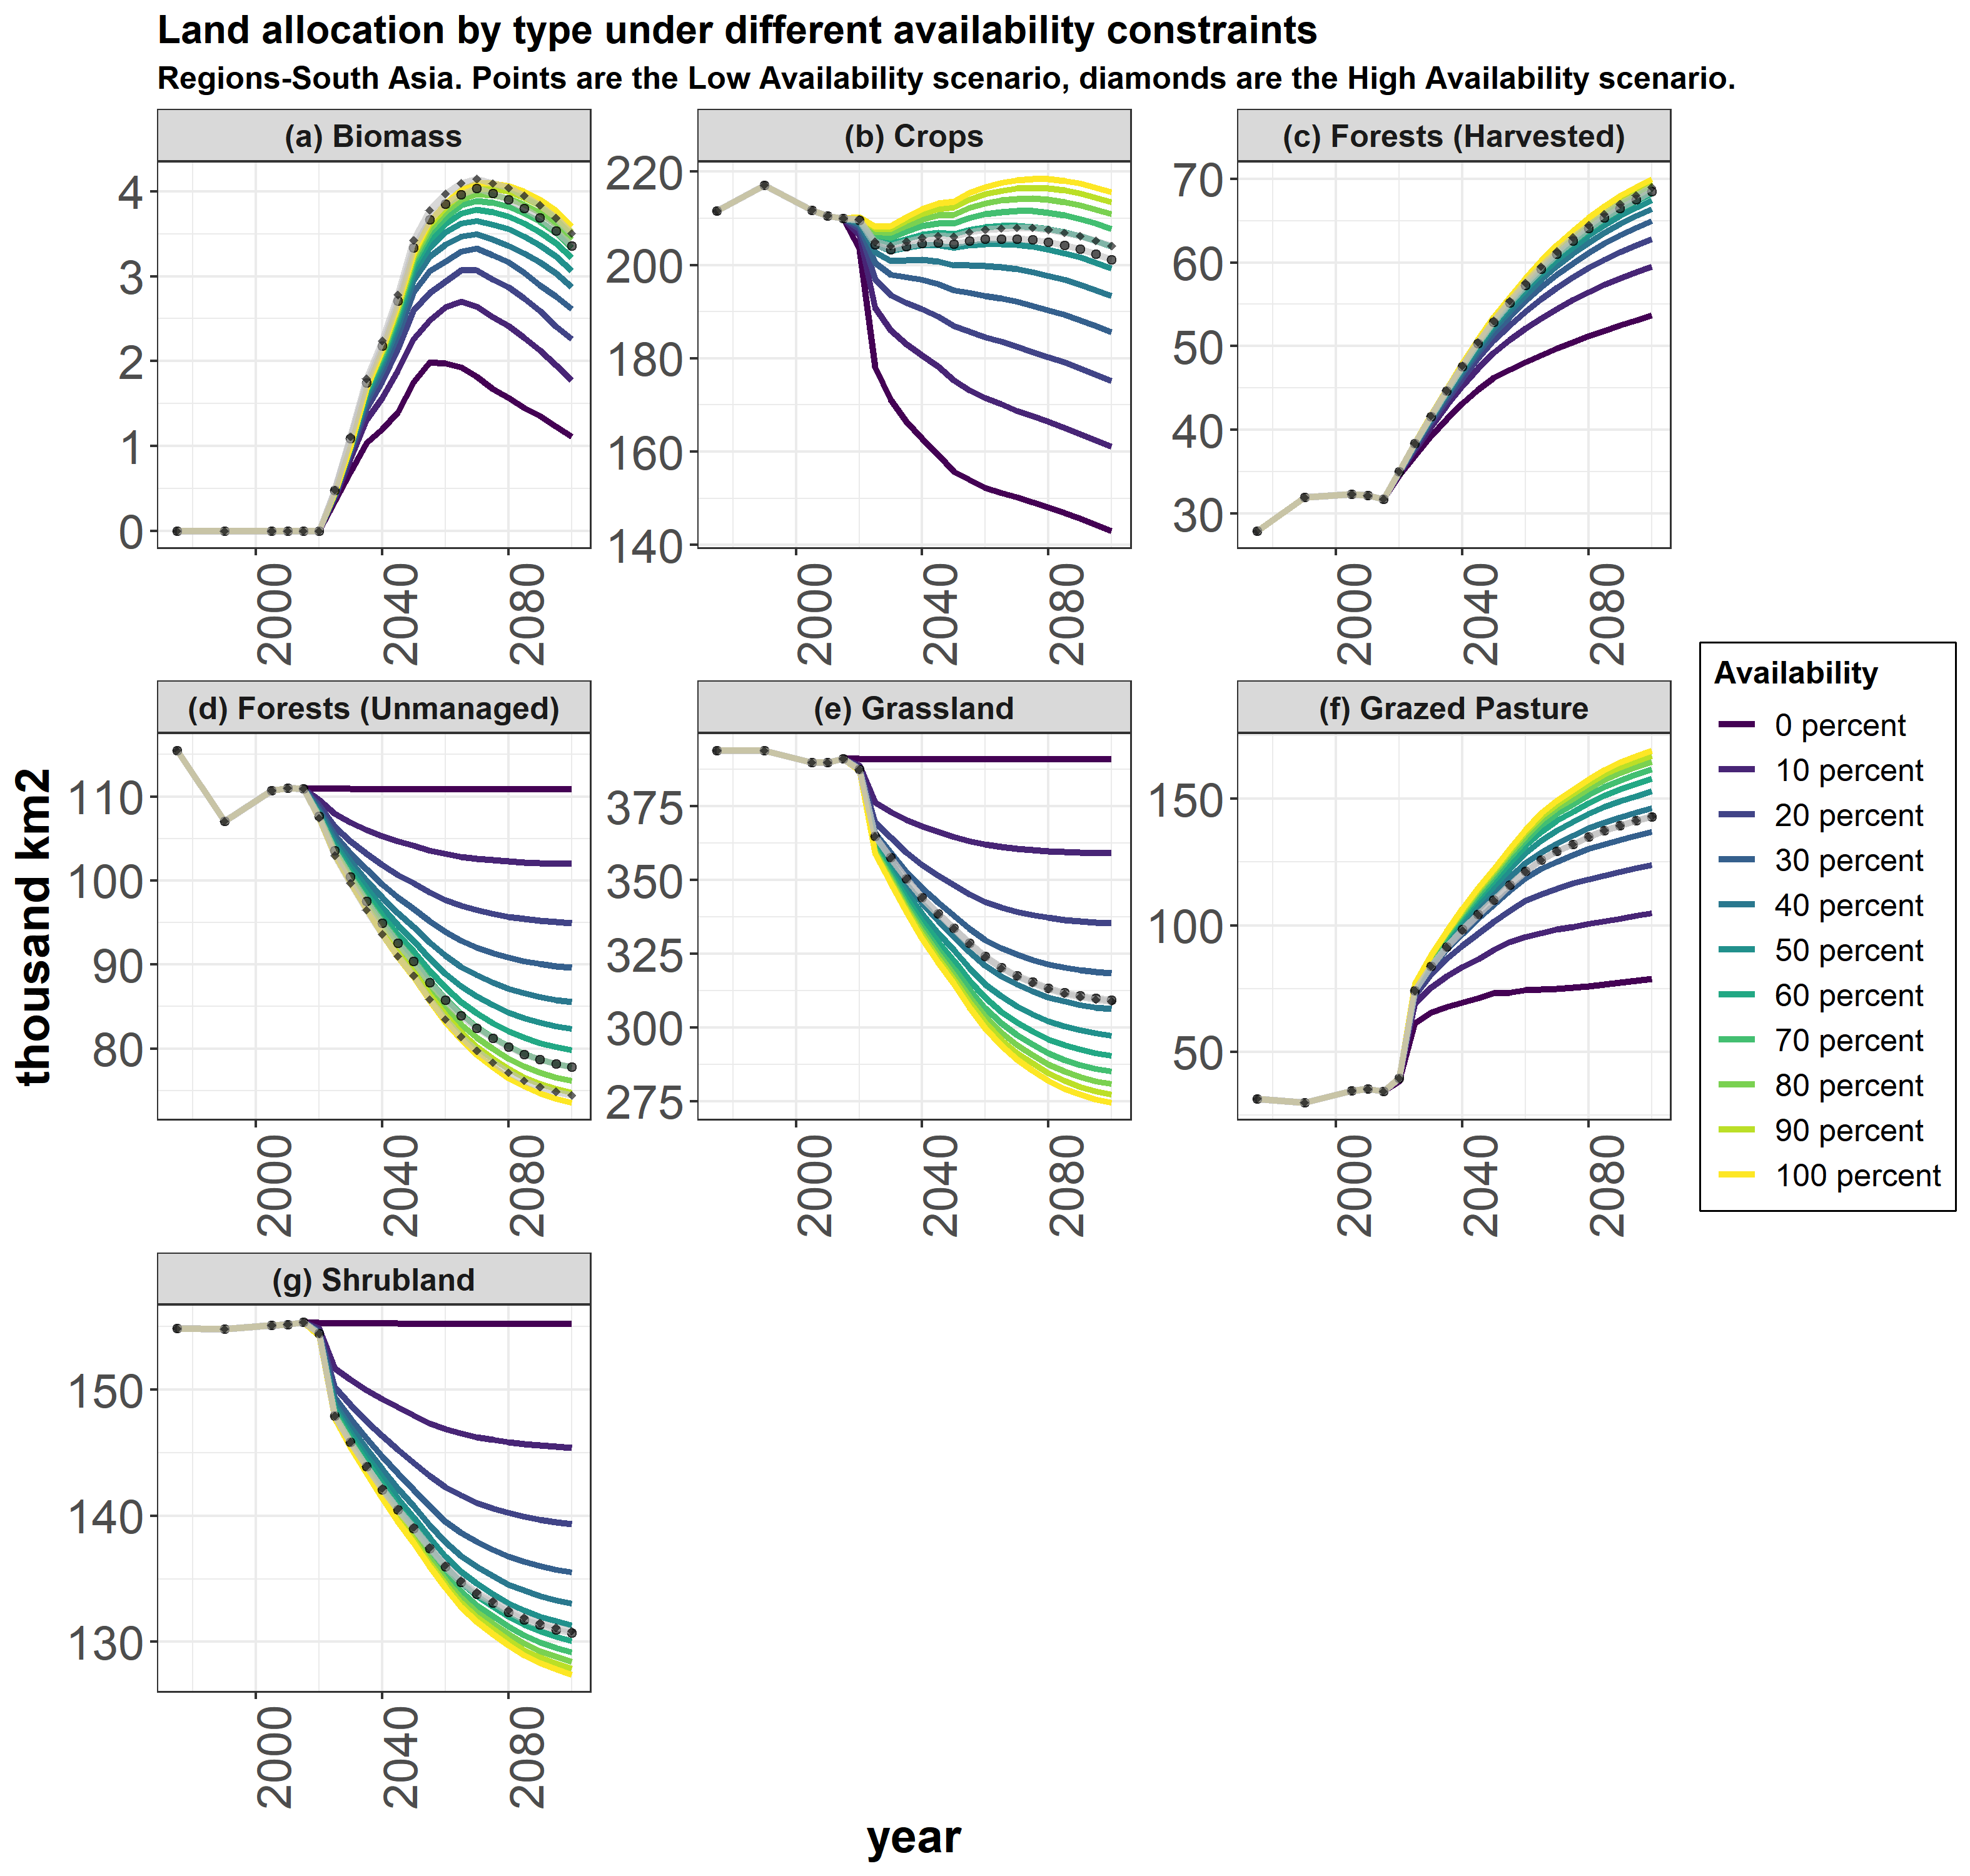 Land allocation by type under different availability constraints
Regions-South Asia. Points are the Low Availability scenario, diamonds are the High Availability scenario.
(a) Biomass
4
3
2
1
0
2000
2040
2080
(b) Crops
220
200
180
160
140
2000
2040
2080
(c) Forests (Harvested)
70
60
50
40
30
2000
2040
2080
(d) Forests (Unmanaged)
110
100
90
80
2000
2040
2080
(e) Grassland
375
350
325
300
275
2000
2040
2080
(f) Grazed Pasture
150
100
50
2000
2040
2080
(g) Shrubland
150
140
130
2000
2040
2080
thousand km2
year
Availability
0 percent
10 percent
20 percent
30 percent
40 percent
50 percent
60 percent
70 percent
80 percent
90 percent
100 percent